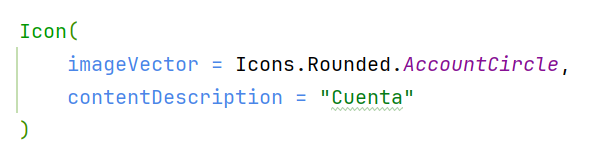 Icon(
    imageVector = Icons.Rounded.AccountCircle,
    contentDescription = "Cuenta"
)